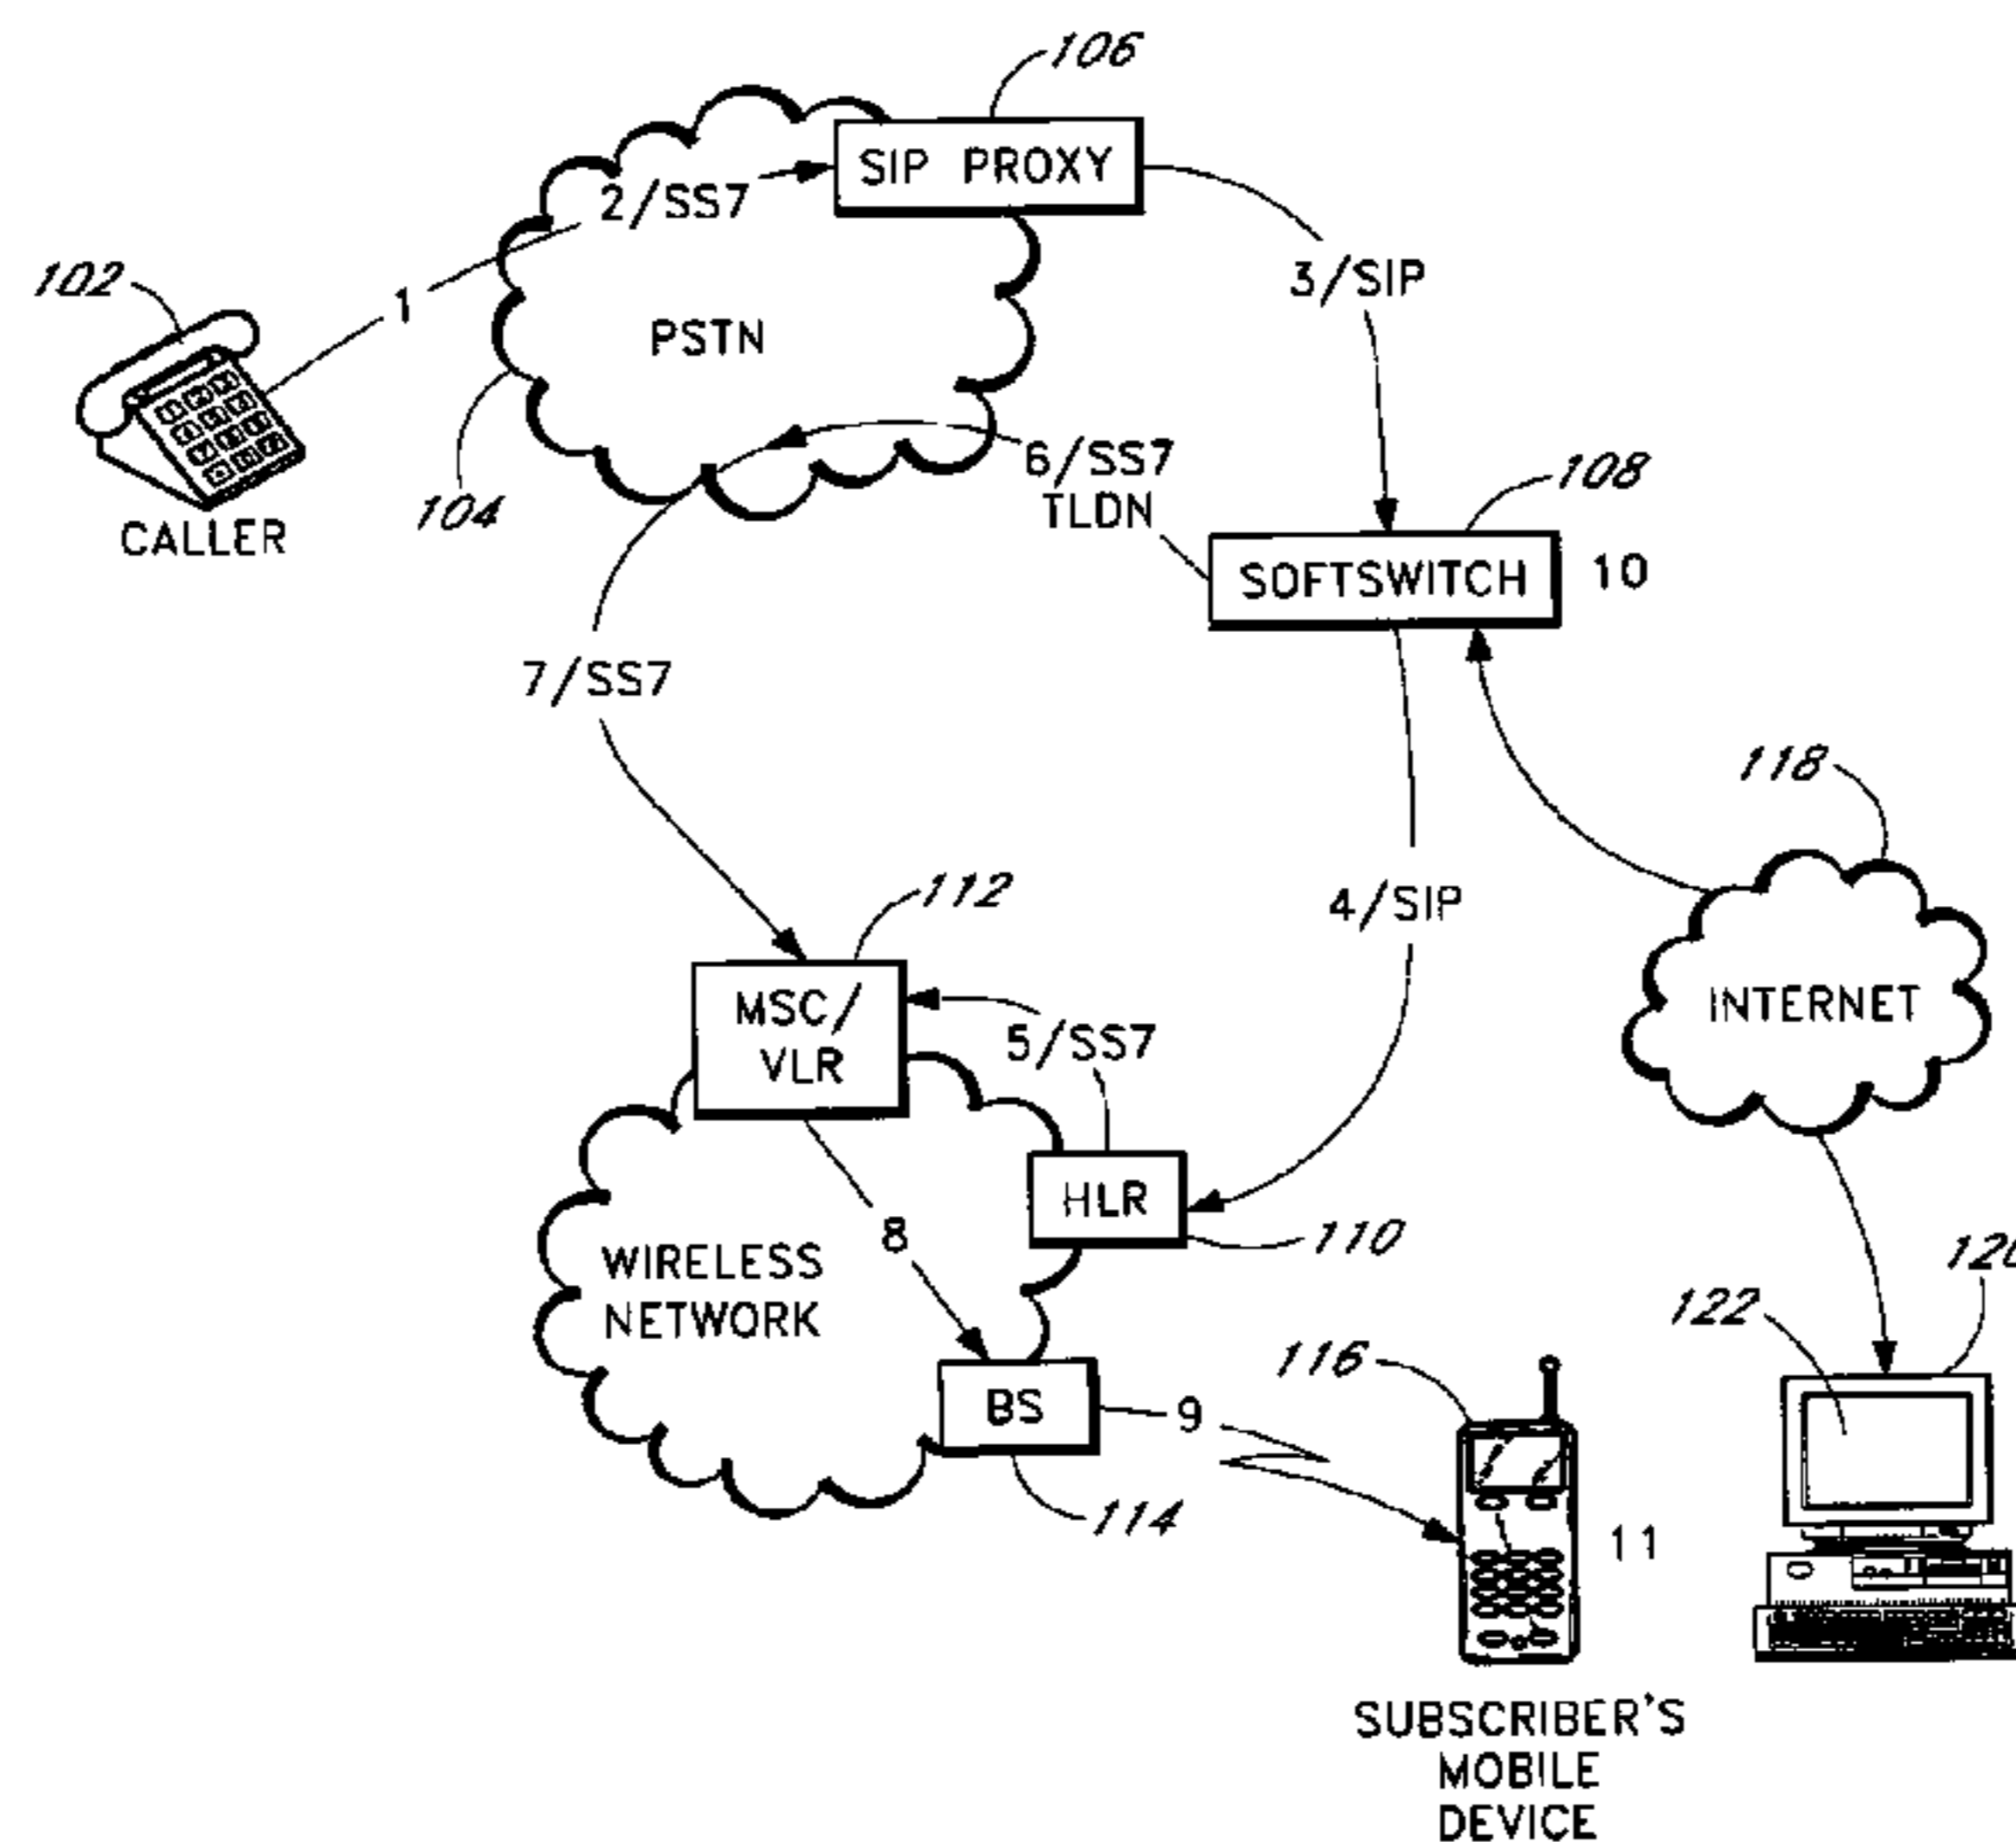 106
SIP PROXY
2/SS7
3/SIP
102
1
PSTN
6/SS7
TLDN
104
CALLER
108
SOFTSWITCH
10
7/SS7
118
112
4/SIP
MSC/
VLR
5/SS7
INTERNET
HLR
110
8
WIRELESS
NETWORK
122
116
BS
9
114
11
SUBSCRIBER'S
MOBILE
DEVICE